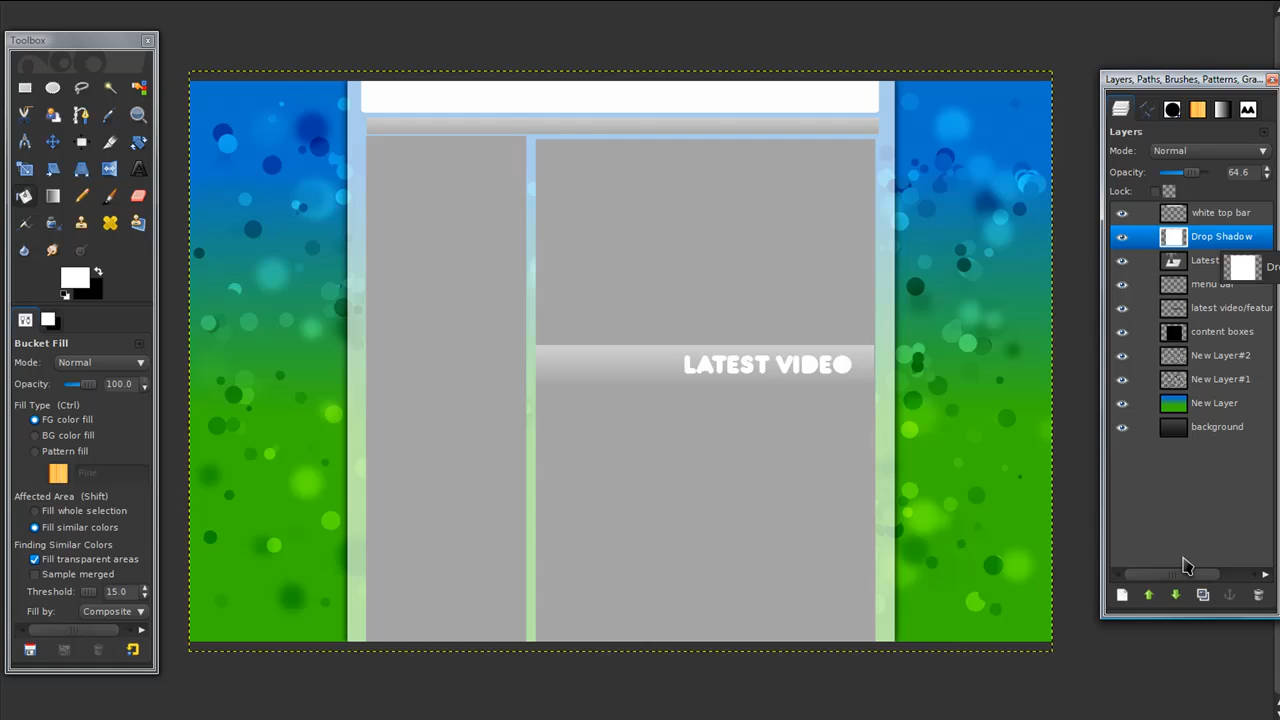 Toolbox
Bucket Fill
Mode: Normal
Opacity: 100.0
Fill Type (Ctrl)
FG color fill
BG color fill
Pattern fill
Pine
Affected Area (Shift)
Fill whole selection
Fill similar colors
Finding Similar Colors
Fill transparent areas
Sample merged
Threshold: 15.0
Fill by: Composite
LATEST VIDEO
Layers, Paths, Brushes, Patterns, Gra...
Layers
Mode: Normal
Opacity: 64.6
Lock:
white top bar
Drop Shadow
Latest
Dr
menu bar
latest video/featur
content boxes
New Layer#2
New Layer#1
New Layer
background